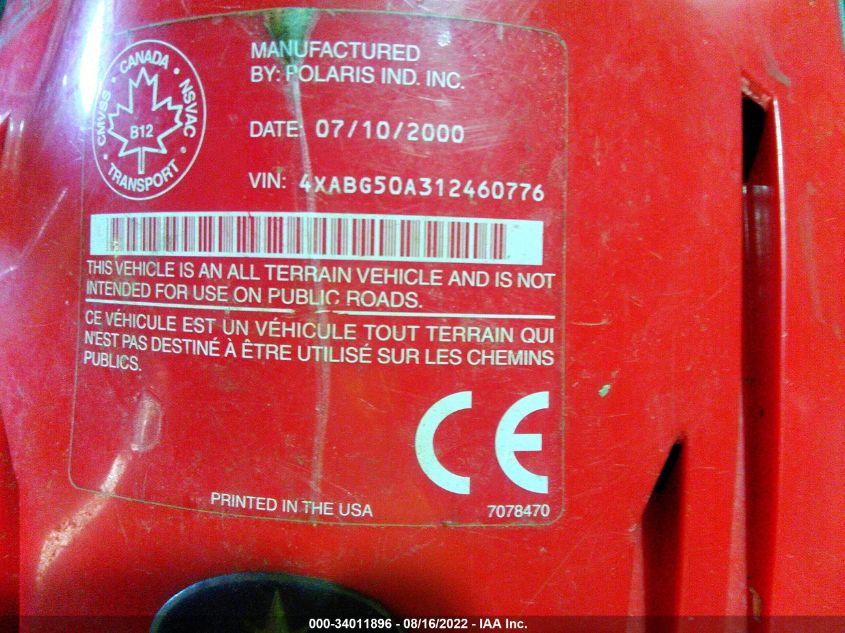 CANADA
CMVSS • NSVAC
B12
TRANSPORT
MANUFACTURED
BY: POLARIS IND. INC.
DATE: 07/10/2000
VIN: 4XABG50A312460776
THIS VEHICLE IS AN ALL TERRAIN VEHICLE AND IS NOT
INTENDED FOR USE ON PUBLIC ROADS.
CE VÉHICULE EST UN VÉHICULE TOUT TERRAIN QUI
N'EST PAS DESTINÉ À ÊTRE UTILISÉ SUR LES CHEMINS
PUBLICS.
CE
PRINTED IN THE USA 7078470
000-34011896 - 08/16/2022 - IAA Inc.